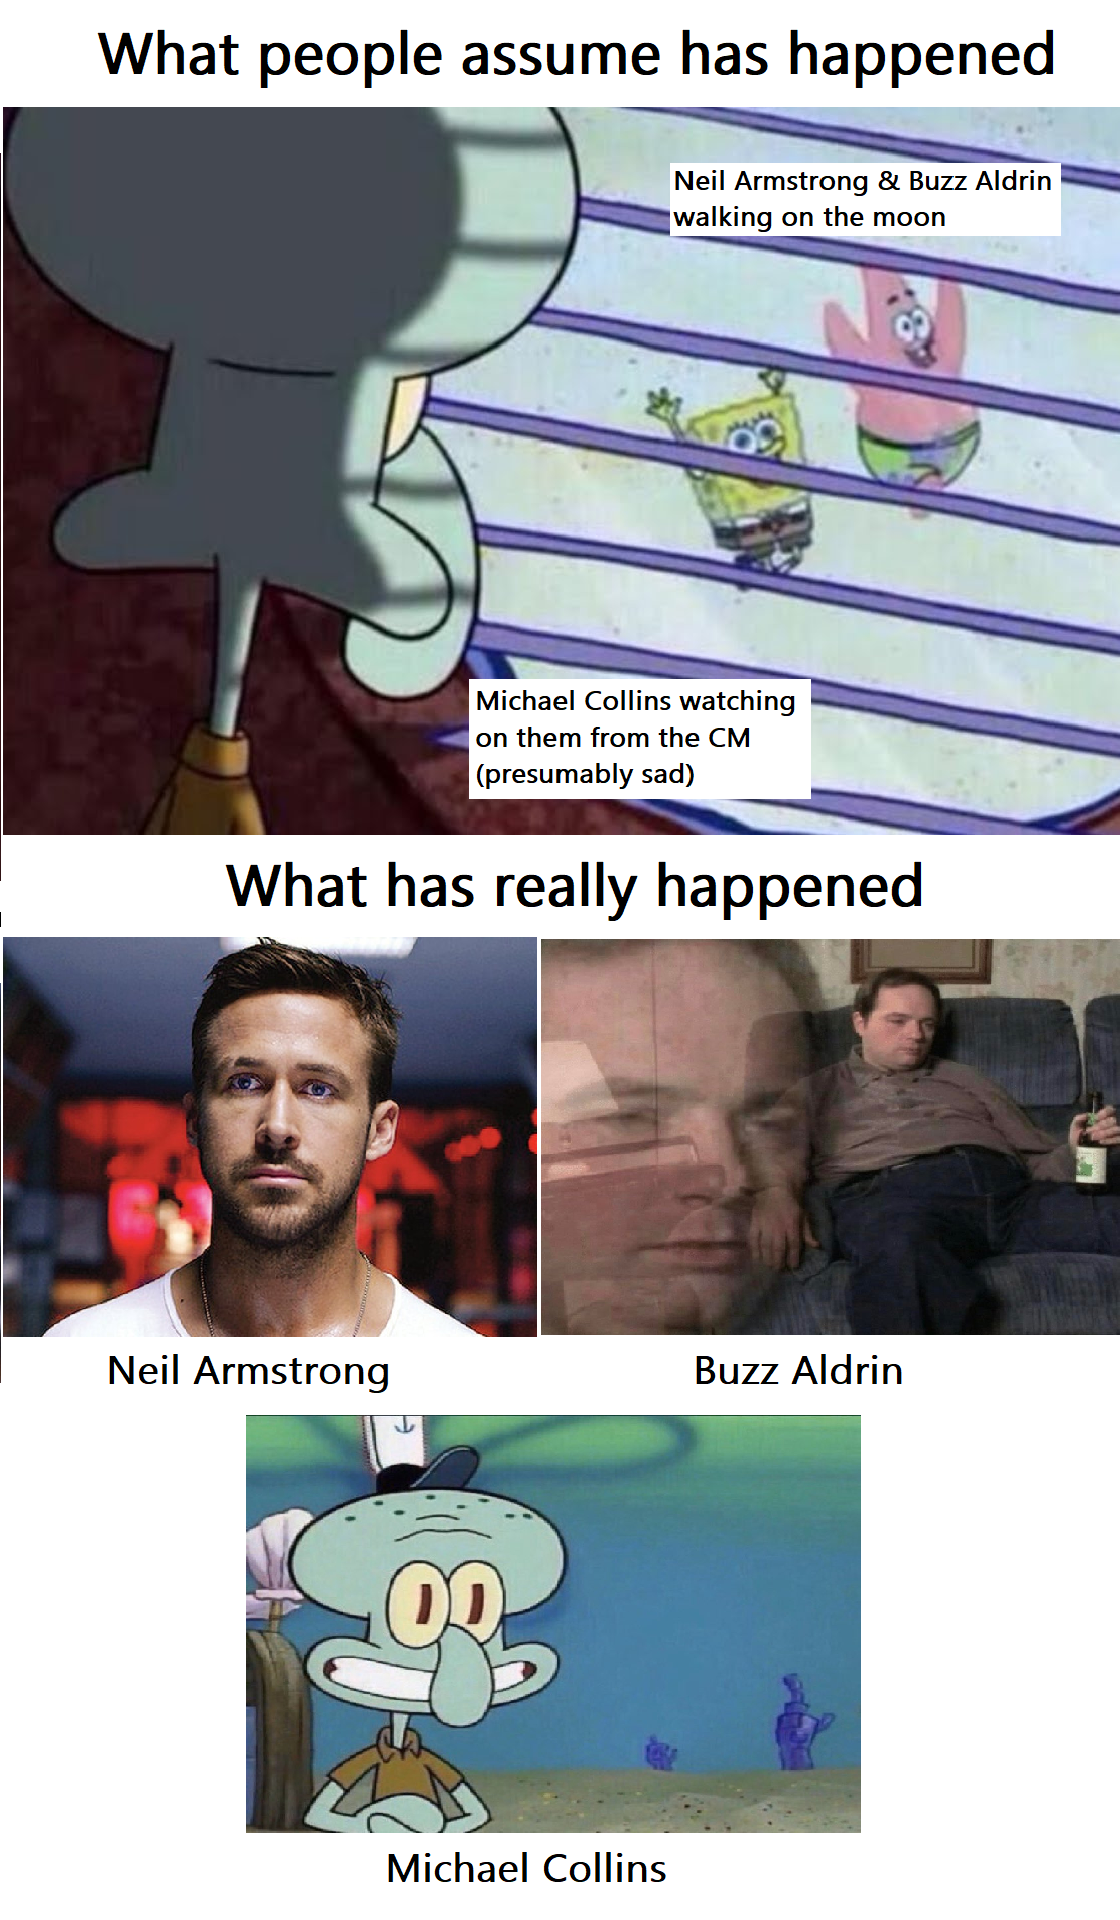 What people assume has happened
Neil Armstrong & Buzz Aldrin
walking on the moon
Michael Collins watching
on them from the CM
(presumably sad)
What has really happened
Neil Armstrong
Buzz Aldrin
Michael Collins